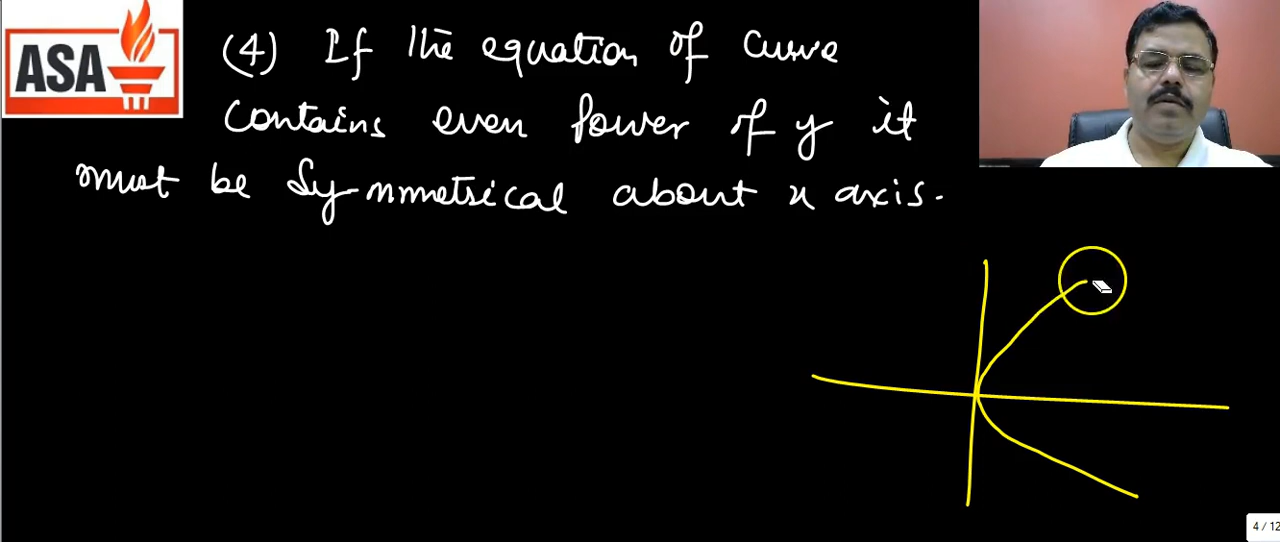 ASA
(4) If the equation of Curve
Contains even power of y it
must be Symmetrical about x axis.
4 / 12